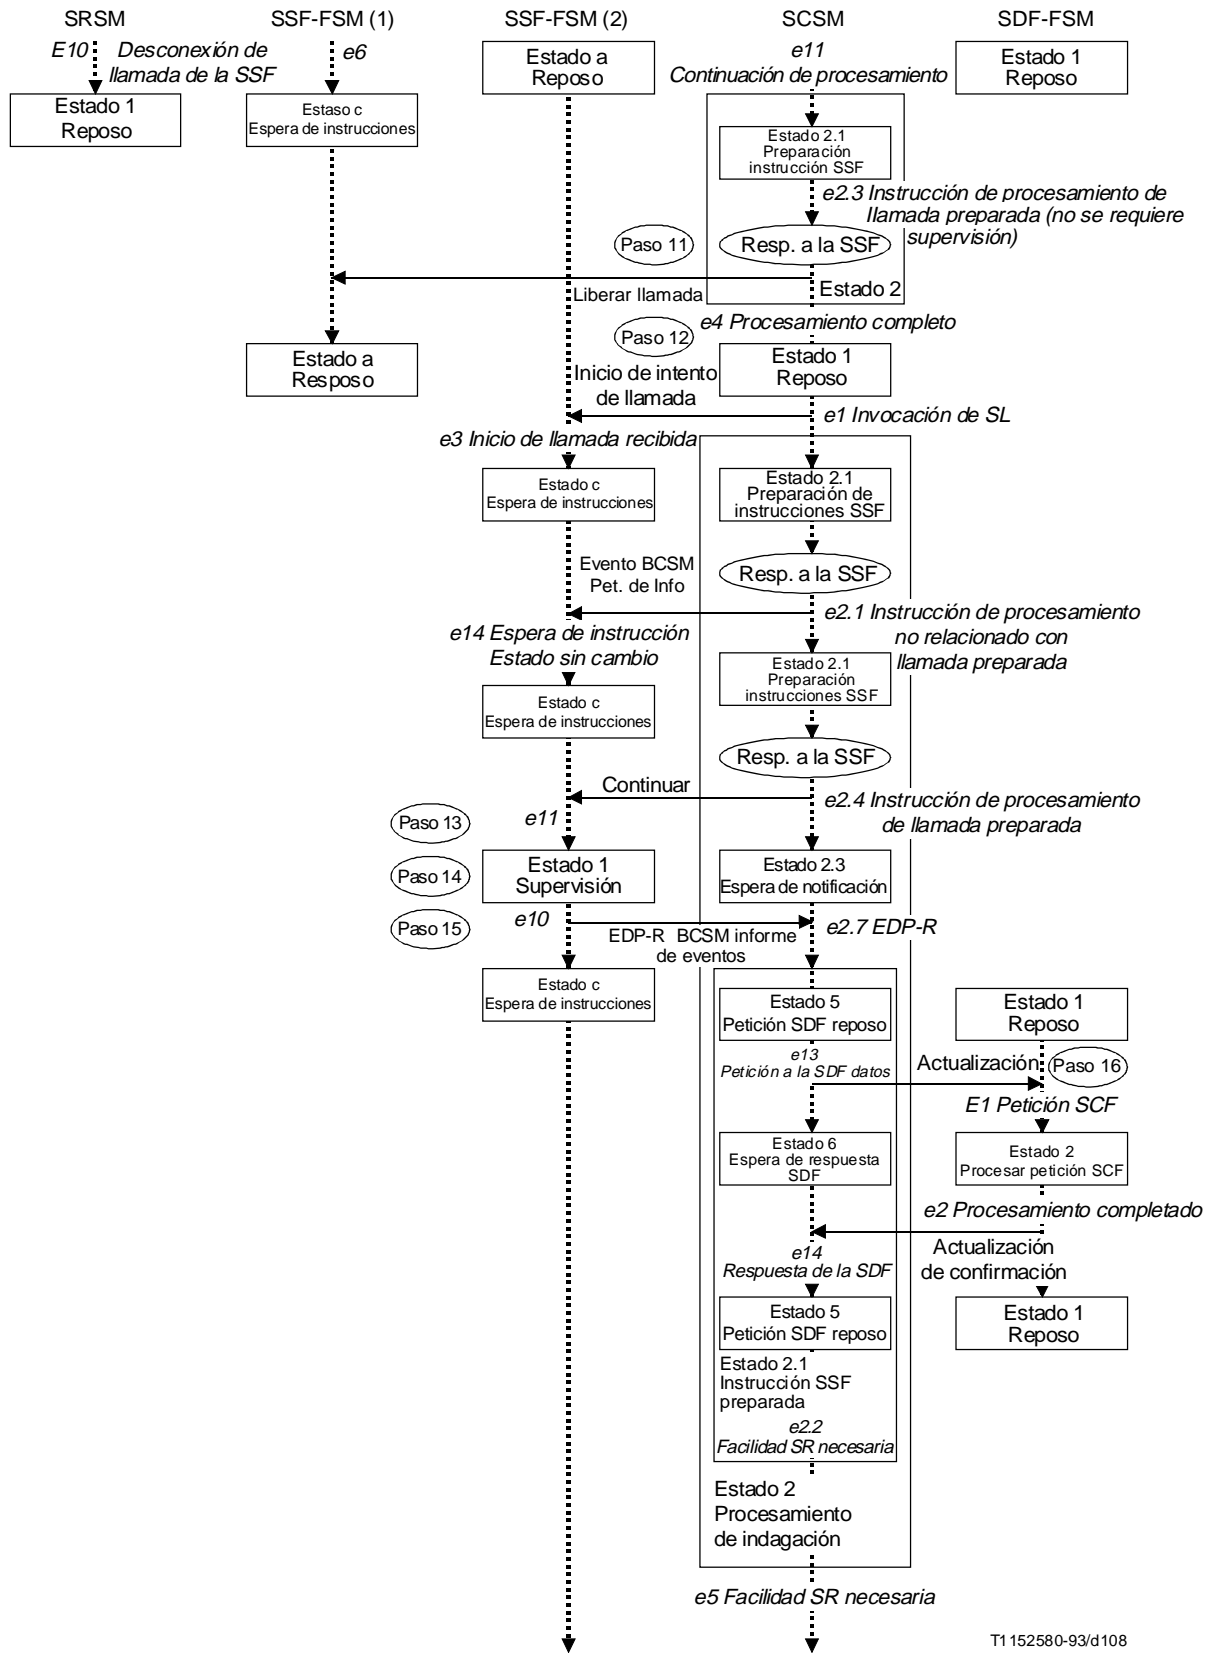 SRSM
SSF-FSM (1)
SSF-FSM (2)
SCSM
SDF-FSM
E10
Desconexión de
llamada de la SSF
e6
Estado a
Reposo
e11
Continuación de procesamiento
Estado 1
Reposo
Estado 1
Reposo
Estaso c
Espera de instrucciones
Estado 2.1
Preparación
instrucción SSF
e2.3 Instrucción de procesamiento de
llamada preparada (no se requiere
supervisión)
Paso 11
Resp. a la SSF
Liberar llamada
Estado 2
e4 Procesamiento completo
Paso 12
Estado a
Resposo
Estado 1
Reposo
Inicio de intento
de llamada
e1 Invocación de SL
e3 Inicio de llamada recibida
Estado c
Espera de instrucciones
Estado 2.1
Preparación de
instrucciones SSF
Evento BCSM
Pet. de Info
Resp. a la SSF
e2.1 Instrucción de procesamiento
no relacionado con
llamada preparada
e14 Espera de instrucción
Estado sin cambio
Estado 2.1
Preparación
instrucciones SSF
Estado c
Espera de instrucciones
Resp. a la SSF
Continuar
e2.4 Instrucción de procesamiento
de llamada preparada
Paso 13
e11
Paso 14
Estado 1
Supervisión
Estado 2.3
Espera de notificación
Paso 15
e10
EDP-R BCSM informe
de eventos
e2.7 EDP-R
Estado c
Espera de instrucciones
Estado 5
Petición SDF reposo
Estado 1
Reposo
e13
Petición a la SDF datos
Actualización
Paso 16
E1 Petición SCF
Estado 6
Espera de respuesta
SDF
Estado 2
Procesar petición SCF
e2 Procesamiento completado
e14
Respuesta de la SDF
Actualización
de confirmación
Estado 5
Petición SDF reposo
Estado 1
Reposo
Estado 2.1
Instrucción SSF
preparada
e2.2
Facilidad SR necesaria
Estado 2
Procesamiento
de indagación
e5 Facilidad SR necesaria
T1152580-93/d108